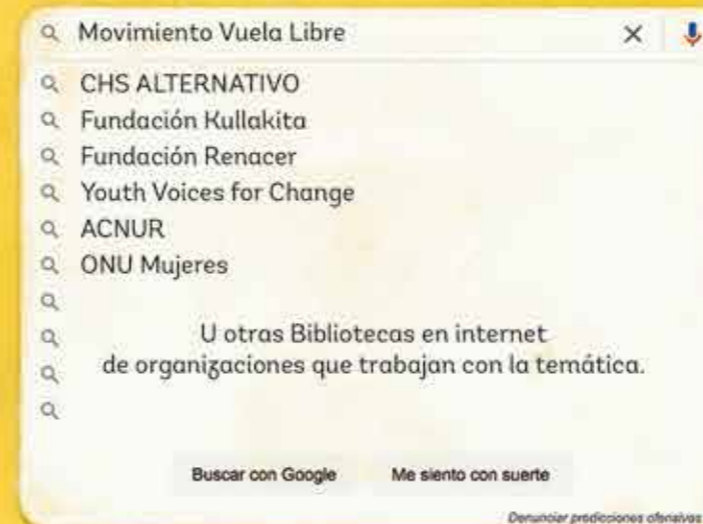 Movimiento Vuela Libre
CHS ALTERNATIVO
Fundación Kullakita
Fundación Renacer
Youth Voices for Change
ACNUR
ONU Mujeres
U otras Bibliotecas en internet
de organizaciones que trabajan con la temática.
Buscar con Google Me siento con suerte
Denunciar predicciones ofensivas